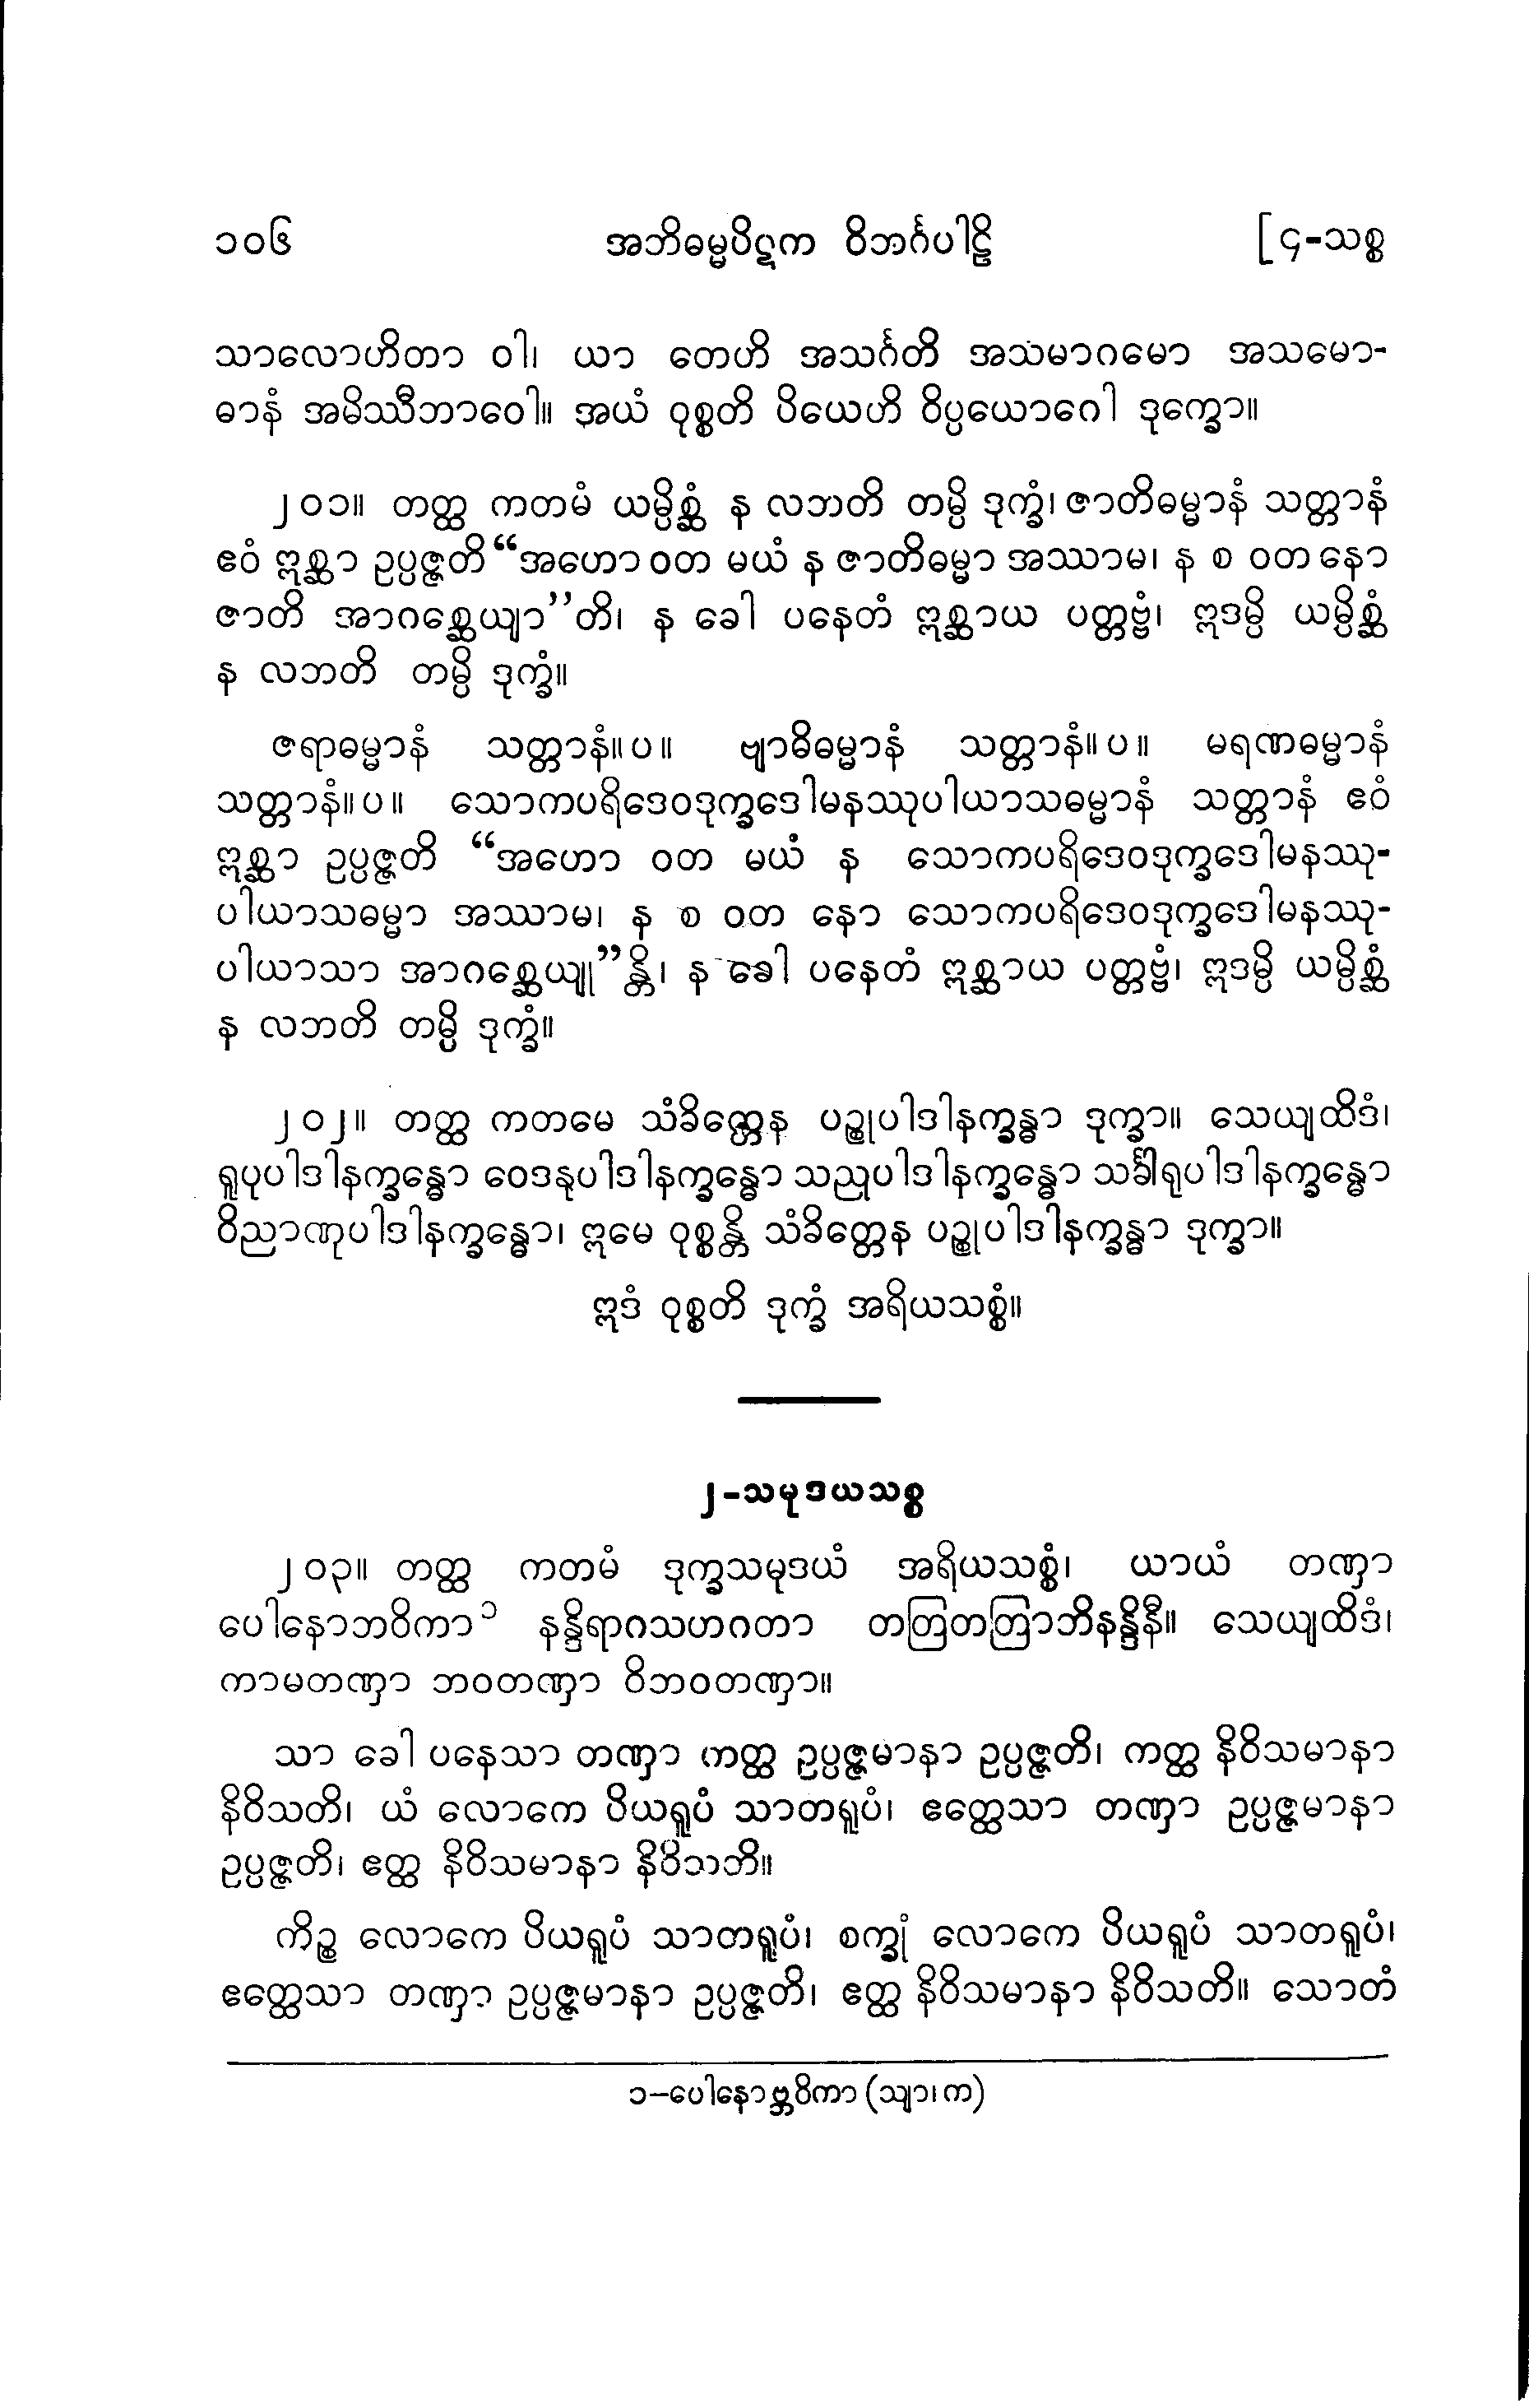 ၁၀၆ အဘိဓမ္မပိဋက ဝိဘင်္ဂပါဠိ [ ၄-သစ္စ
သာလောဟိတာ ဝါ၊ ယာ တေဟိ အသင်္ဂတိ အသမာဂမော အသမော-
ဓာနံ အမိဿီဘာဝေါ။ အယံ ဝုစ္စတိ ပိယေဟိ ဝိပ္ပယောဂေါ ဒုက္ခော။
၂၀၁။ တတ္ထ ကတမံ ယမ္ပိစ္ဆံ န လဘတိ တမ္ပိ ဒုက္ခံ၊ ဇာတိဓမ္မာနံ သတ္တာနံ
ဧဝံ ဣစ္ဆာ ဥပ္ပဇ္ဇတိ “အဟော ဝတ မယံ န ဇာတိဓမ္မာ အဿာမ၊ န စ ဝတ နော
ဇာတိ အာဂစ္ဆေယျာ”တိ၊ န ခေါ ပနေတံ ဣစ္ဆာယ ပတ္တဗ္ဗံ၊ ဣဒမ္ပိ ယမ္ပိစ္ဆံ
န လဘတိ တမ္ပိ ဒုက္ခံ။
ဇရာဓမ္မာနံ သတ္တာနံ။ပ။ ဗျာဓိဓမ္မာနံ သတ္တာနံ။ပ။ မရဏဓမ္မာနံ
သတ္တာနံ။ပ။ သောကပရိဒေဝဒုက္ခဒေါမနဿုပါယာသဓမ္မာနံ သတ္တာနံ ဧဝံ
ဣစ္ဆာ ဥပ္ပဇ္ဇတိ “အဟော ဝတ မယံ န သောကပရိဒေဝဒုက္ခဒေါမနဿု-
ပါယာသဓမ္မာ အဿာမ၊ န စ ဝတ နော သောကပရိဒေဝဒုက္ခဒေါမနဿု-
ပါယာသာ အာဂစ္ဆေယျု”န္တိ၊ န ခေါ ပနေတံ ဣစ္ဆာယ ပတ္တဗ္ဗံ၊ ဣဒမ္ပိ ယမ္ပိစ္ဆံ
န လဘတိ တမ္ပိ ဒုက္ခံ။
၂၀၂။ တတ္ထ ကတမေ သံခိတ္တေန ပဉ္စုပါဒါနက္ခန္ဓာ ဒုက္ခာ။ သေယျထိဒံ၊
ရူပုပါဒါနက္ခန္ဓော ဝေဒနုပါဒါနက္ခန္ဓော သညုပါဒါနက္ခန္ဓော သင်္ခါရုပါဒါနက္ခန္ဓော
ဝိညာဏုပါဒါနက္ခန္ဓော၊ ဣမေ ဝုစ္စန္တိ သံခိတ္တေန ပဉ္စုပါဒါနက္ခန္ဓာ ဒုက္ခာ။
ဣဒံ ဝုစ္စတိ ဒုက္ခံ အရိယသစ္စံ။
၂-သမုဒယသစ္စ
၂၀၃။ တတ္ထ ကတမံ ဒုက္ခသမုဒယံ အရိယသစ္စံ၊ ယာယံ တဏှာ
ပေါနောဘဝိကာ၁ နန္ဒိရာဂသဟဂတာ တတြတတြာဘိနန္ဒိနီ။ သေယျထိဒံ၊
ကာမတဏှာ ဘဝတဏှာ ဝိဘဝတဏှာ။
သာ ခေါ ပနေသာ တဏှာ ကတ္ထ ဥပ္ပဇ္ဇမာနာ ဥပ္ပဇ္ဇတိ၊ ကတ္ထ နိဝိသမာနာ
နိဝိသတိ၊ ယံ လောကေ ပိယရူပံ သာတရူပံ၊ ဧတ္ထေသာ တဏှာ ဥပ္ပဇ္ဇမာနာ
ဥပ္ပဇ္ဇတိ၊ ဧတ္ထ နိဝိသမာနာ နိဝိသတိ။
ကိဉ္စ လောကေ ပိယရူပံ သာတရူပံ၊ စက္ခုံ လောကေ ပိယရူပံ သာတရူပံ၊
ဧတ္ထေသာ တဏှာ ဥပ္ပဇ္ဇမာနာ ဥပ္ပဇ္ဇတိ၊ ဧတ္ထ နိဝိသမာနာ နိဝိသတိ။ သောတံ
၁-ပေါနောဗ္ဘဝိကာ (သျာ၊ က)